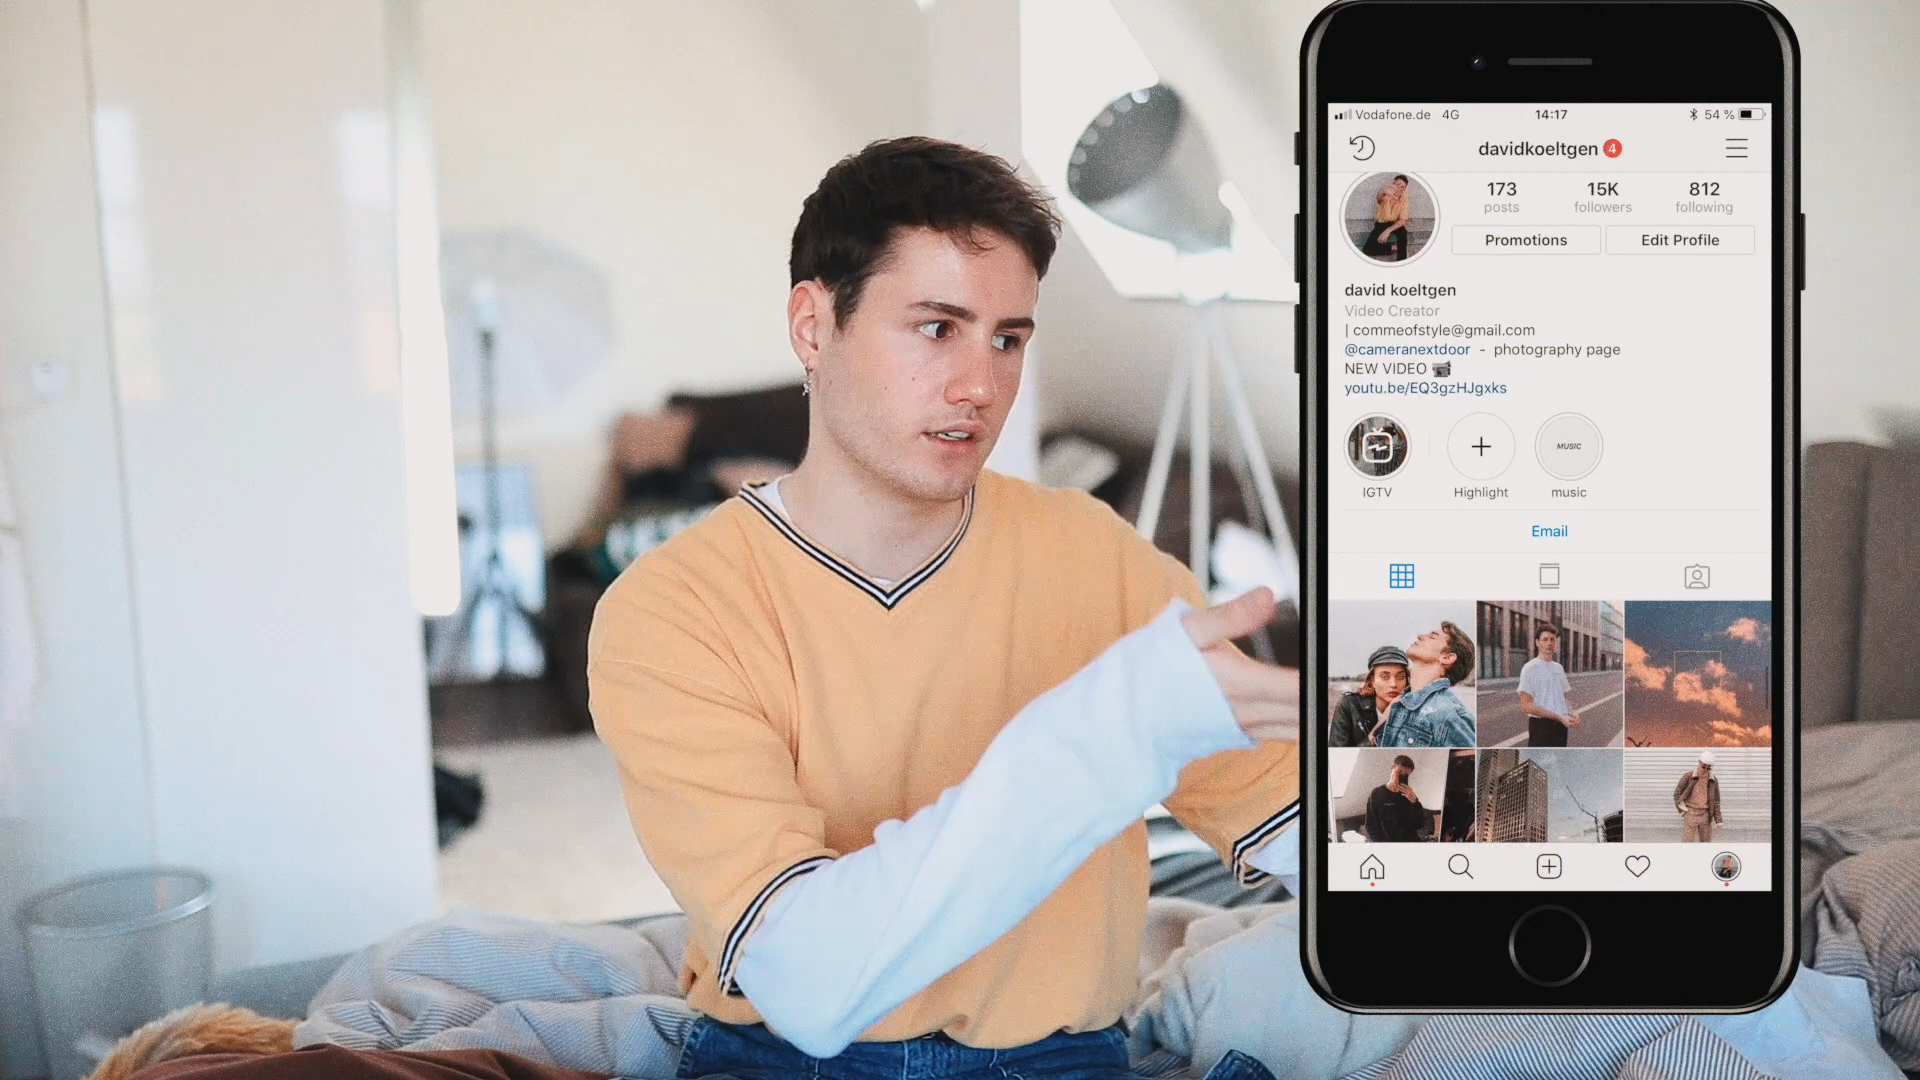 Vodafone.de 4G 14:17 54 %
davidkoeltgen 4
173 15K 812
posts followers following
Promotions Edit Profile
david koeltgen
Video Creator
| commeofstyle@gmail.com
@cameranextdoor - photography page
NEW VIDEO
youtu.be/EQ3gzHJgxks
MUSIC
IGTV Highlight music
Email